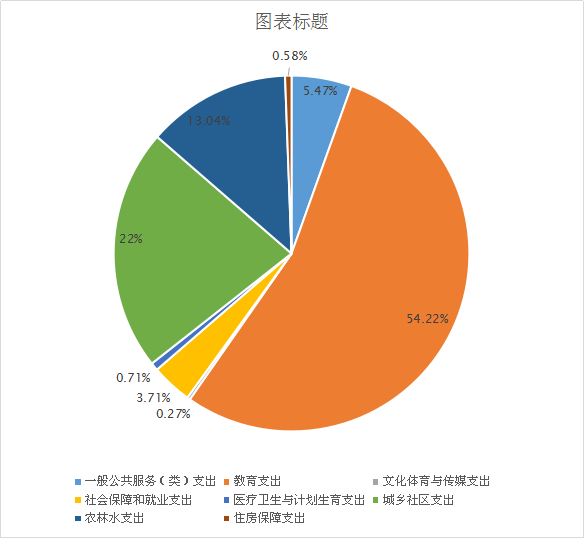 图表标题
0.58%
5.47%
13.04%
22%
54.22%
0.71%
3.71%
0.27%
一般公共服务（类）支出 教育支出 文化体育与传媒支出
社会保障和就业支出 医疗卫生与计划生育支出 城乡社区支出
农林水支出 住房保障支出